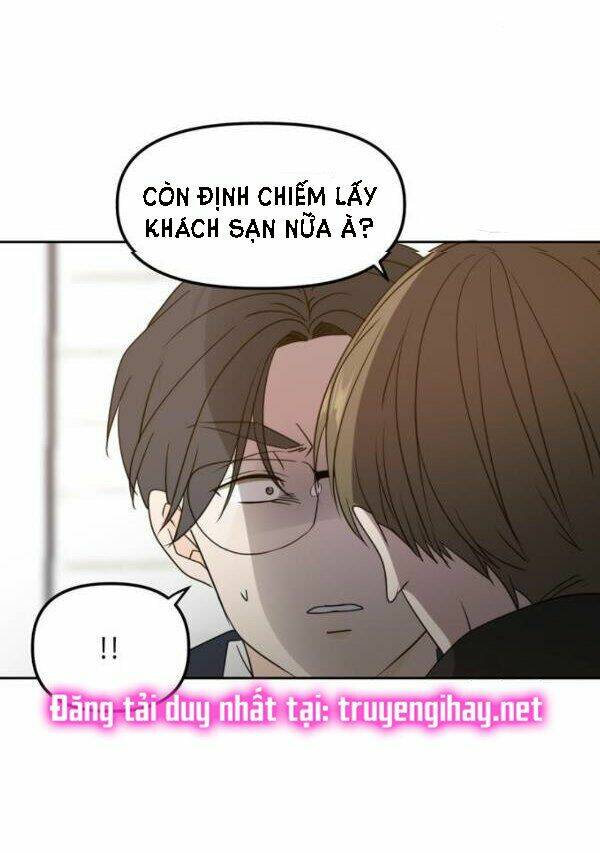 CÒN ĐỊNH CHIẾM LẤY
KHÁCH SẠN NỮA À?
!!
Đăng tải duy nhất tại: truyengihay.net